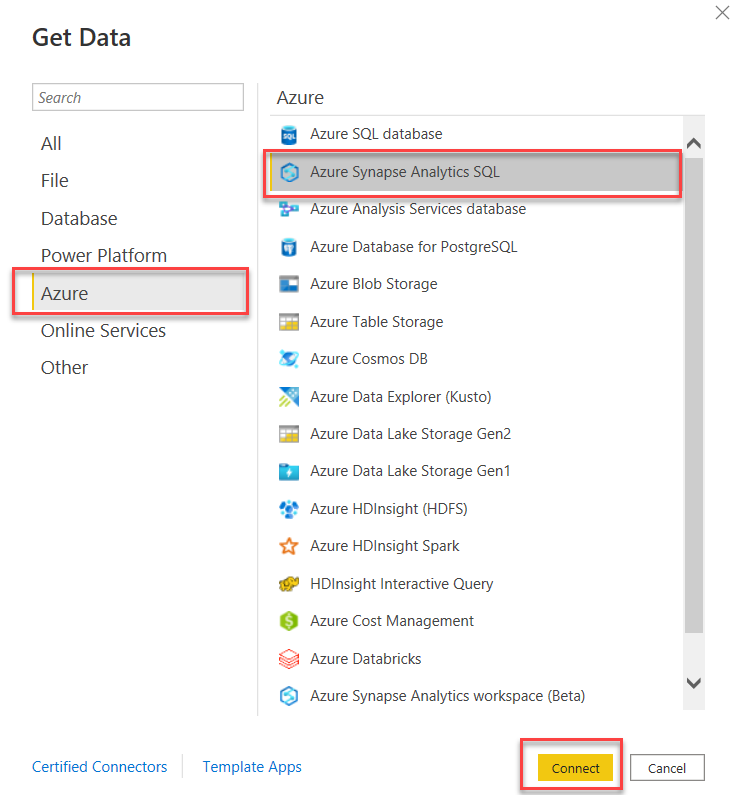 Get Data
Search
All
File
Database
Power Platform
Azure
Online Services
Other
Azure
Azure SQL database
Azure Synapse Analytics SQL
Azure Analysis Services database
Azure Database for PostgreSQL
Azure Blob Storage
Azure Table Storage
Azure Cosmos DB
Azure Data Explorer (Kusto)
Azure Data Lake Storage Gen2
Azure Data Lake Storage Gen1
Azure HDInsight (HDFS)
Azure HDInsight Spark
HDInsight Interactive Query
Azure Cost Management
Azure Databricks
Azure Synapse Analytics workspace (Beta)
Certified Connectors
Template Apps
Connect
Cancel